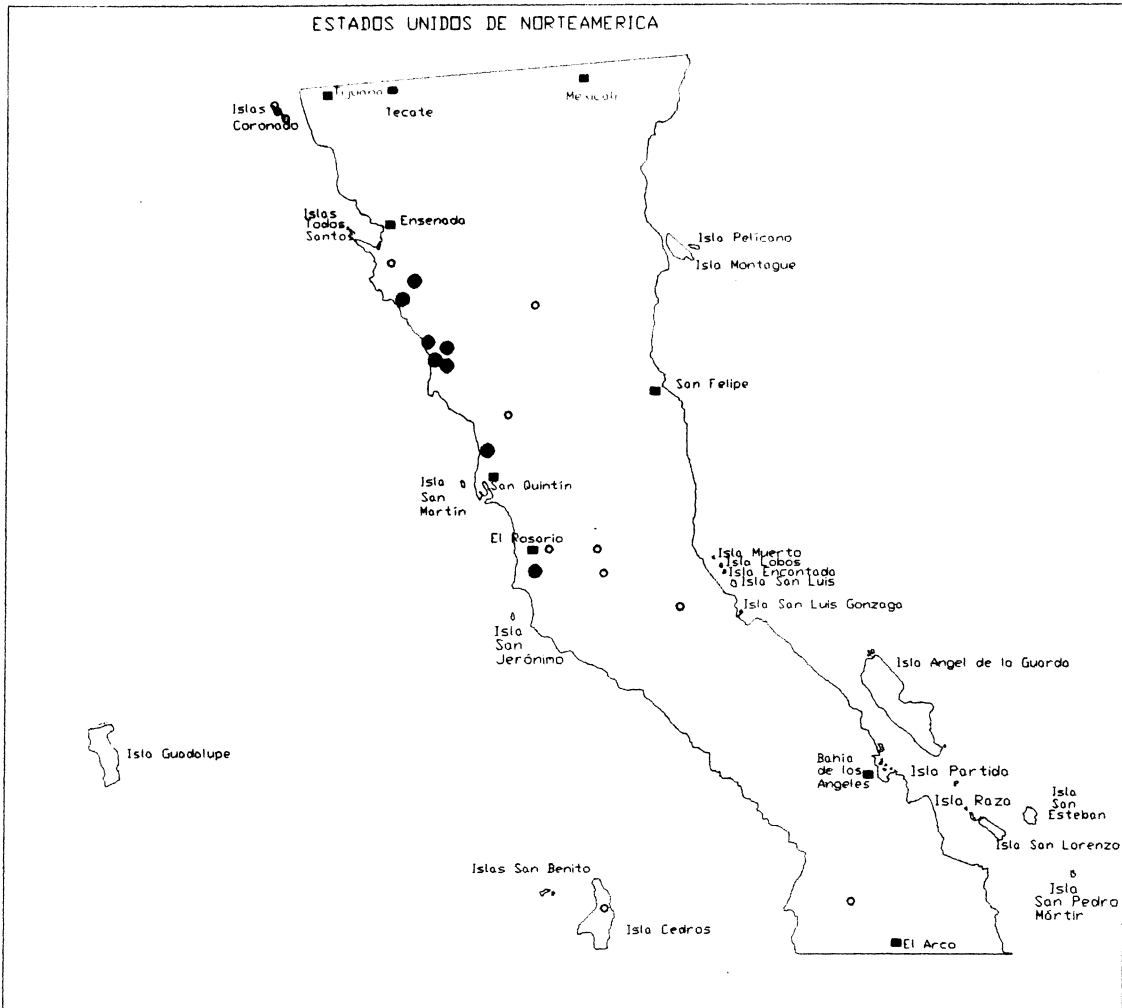 ESTADOS UNIDOS DE NORTEAMERICA
Tijuana
Mexicali
Islas
Coronado
Tecate
Islas
Todos
Santos
Ensenada
Isla Pelicano
Isla Montague
San Felipe
Isla
San
Martín
San Quintín
El Rosario
Isla Muerto
Isla Lobos
Isla Encantada
Isla San Luis
Isla San Luis Gonzaga
Isla
San
Jerónimo
Isla Angel de la Guarda
Isla Guadalupe
Bahia
de los
Angeles
Isla Partida
Isla Raza
Isla
San
Esteban
Isla San Lorenzo
Islas San Benito
Isla
San Pedro
Mártir
Isla Cedros
El Arco